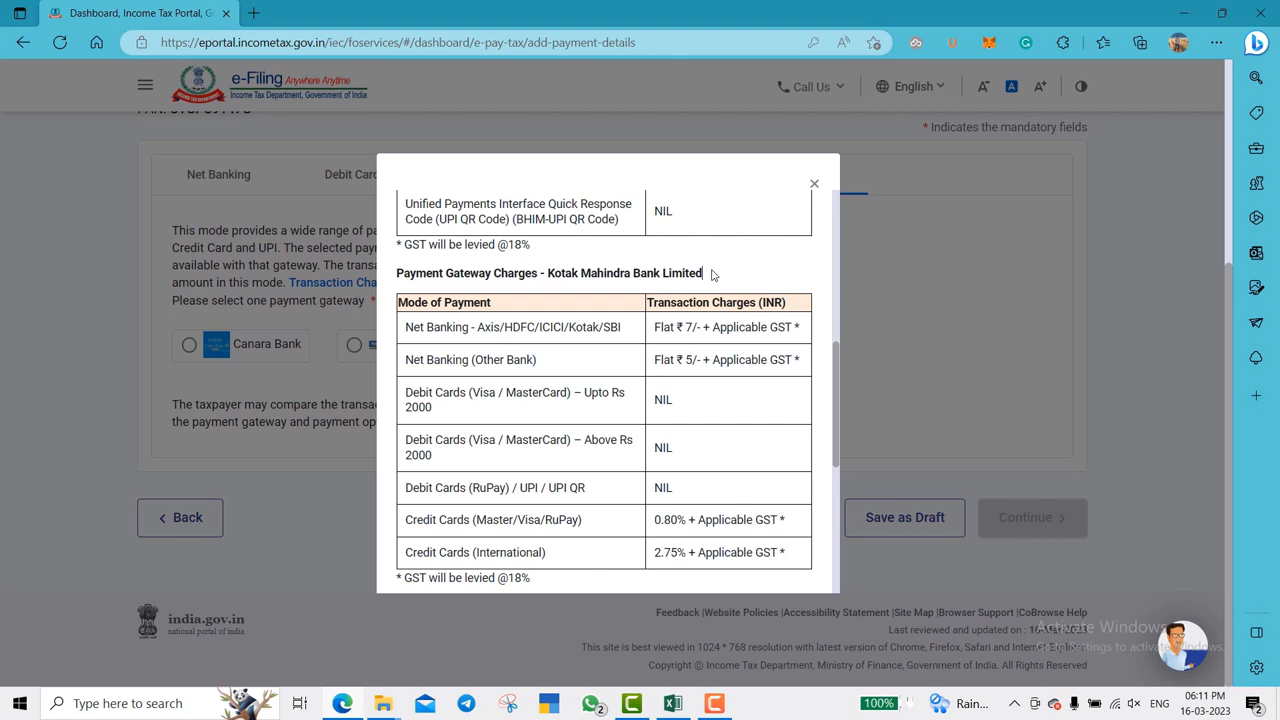 Dashboard, Income Tax Portal, Go
https://eportal.incometax.gov.in/iec/foservices/#/dashboard/e-pay-tax/add-payment-details
e-Filing Anywhere Anytime
Income Tax Department, Government of India
Call Us
English
A-
A
A+
* Indicates the mandatory fields
Net Banking
Debit Card
This mode provides a wide range of pa
Credit Card and UPI. The selected paym
available with that gateway. The transa
Transaction Cha
Please select one payment gateway *
Canara Bank
The taxpayer may compare the transac
the payment gateway and payment op
Unified Payments Interface Quick Response
Code (UPI QR Code) (BHIM-UPI QR Code)
NIL
* GST will be levied @18%
Payment Gateway Charges - Kotak Mahindra Bank Limited
Mode of Payment
Transaction Charges (INR)
Net Banking - Axis/HDFC/ICICI/Kotak/SBI
Flat ₹ 7/- + Applicable GST *
Net Banking (Other Bank)
Flat ₹ 5/- + Applicable GST *
Debit Cards (Visa / MasterCard) – Upto Rs
2000
NIL
Debit Cards (Visa / MasterCard) – Above Rs
2000
NIL
Debit Cards (RuPay) / UPI / UPI QR
NIL
Credit Cards (Master/Visa/RuPay)
0.80% + Applicable GST *
Credit Cards (International)
2.75% + Applicable GST *
* GST will be levied @18%
Back
Save as Draft
Continue
india.gov.in
national portal of india
Feedback |Website Policies |Accessibility Statement |Site Map |Browser Support |CoBrowse Help
Last reviewed and updated on :
This site is best viewed in 1024 * 768 resolution with latest version of Chrome, Firefox, Safari and
Copyright © Income Tax Department, Ministry of Finance, Government of India. All Rights Reserved
Activate Windows
Go to Settings to activate Windows.
Type here to search
2
100%
Rain...
06:11 PM
16-03-2023
2